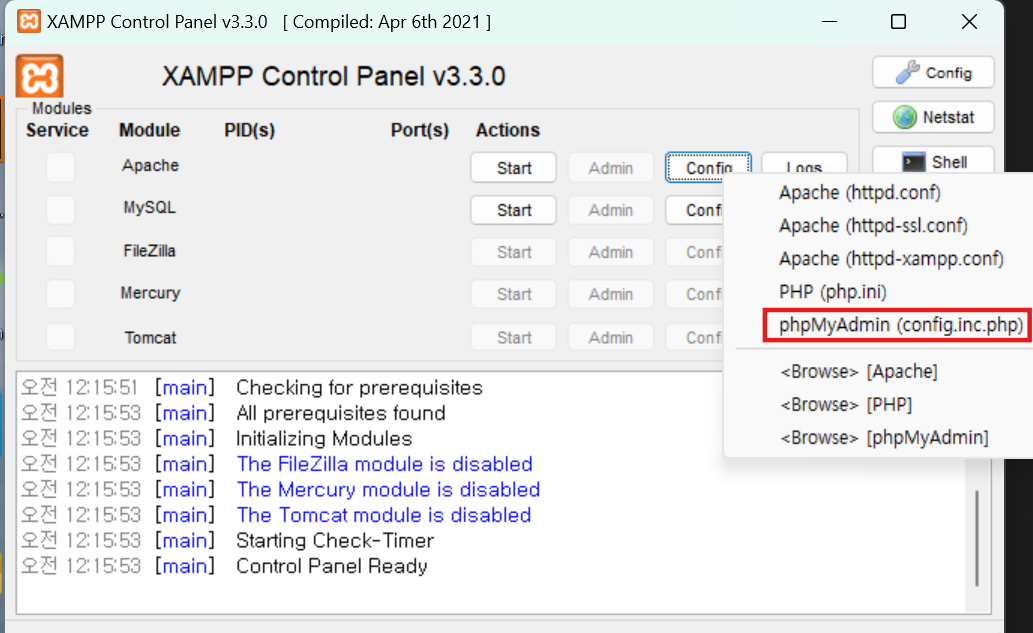 XAMPP Control Panel v3.3.0 [ Compiled: Apr 6th 2021 ]
XAMPP Control Panel v3.3.0
Config
Modules
Netstat
Service Module PID(s) Port(s) Actions
Shell
Apache Start Admin Config Logs
MySQL Start Admin Conf
FileZilla Start Admin Conf
Mercury Start Admin Conf
Tomcat Start Admin Conf
Apache (httpd.conf)
Apache (httpd-ssl.conf)
Apache (httpd-xampp.conf)
PHP (php.ini)
phpMyAdmin (config.inc.php)
<Browse> [Apache]
<Browse> [PHP]
<Browse> [phpMyAdmin]
오전 12:15:51 [main] Checking for prerequisites
오전 12:15:53 [main] All prerequisites found
오전 12:15:53 [main] Initializing Modules
오전 12:15:53 [main] The FileZilla module is disabled
오전 12:15:53 [main] The Mercury module is disabled
오전 12:15:53 [main] The Tomcat module is disabled
오전 12:15:53 [main] Starting Check-Timer
오전 12:15:53 [main] Control Panel Ready